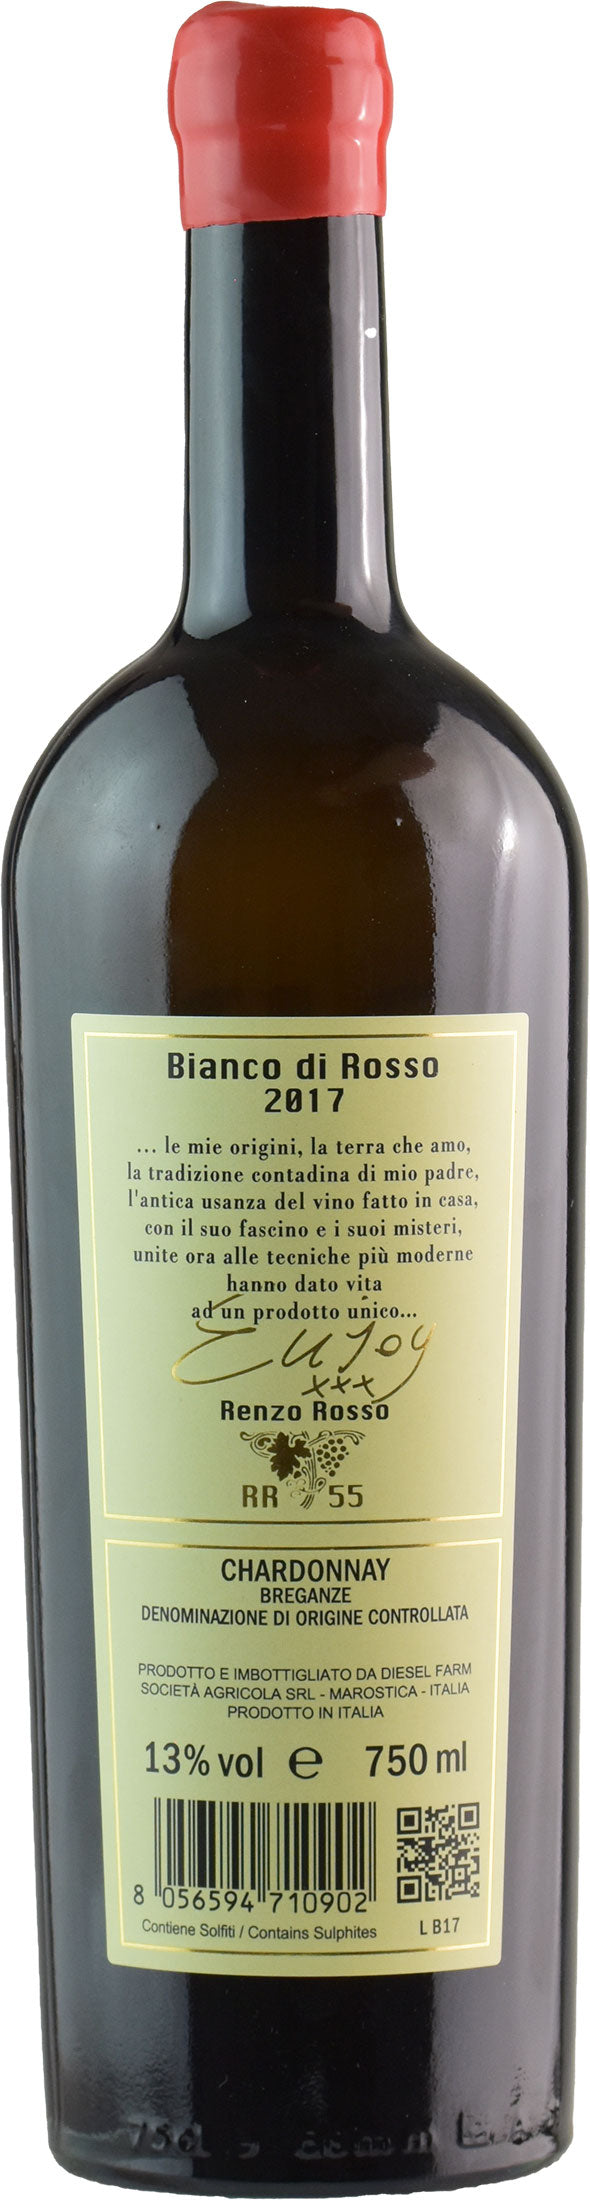 Bianco di Rosso
2017
... le mie origini, la terra che amo,
la tradizione contadina di mio padre,
l'antica usanza del vino fatto in casa,
con il suo fascino e i suoi misteri,
unite ora alle tecniche più moderne
hanno dato vita
ad un prodotto unico...
Enjoy
xxx
Renzo Rosso
RR 55
CHARDONNAY
BREGANZE
DENOMINAZIONE DI ORIGINE CONTROLLATA
PRODOTTO E IMBOTTIGLIATO DA DIESEL FARM
SOCIETÀ AGRICOLA SRL - MAROSTICA - ITALIA
PRODOTTO IN ITALIA
13% vol e 750 ml
8 056594 710902
Contiene Solfiti / Contains Sulphites L B17
75cl